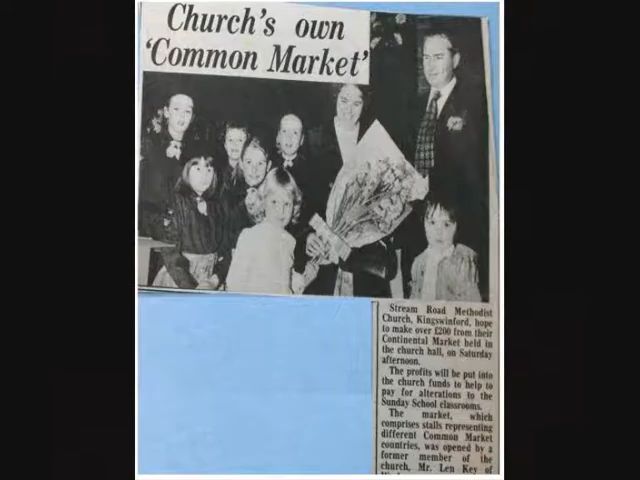 Church's own
'Common Market'
Stream Road Methodist
Church, Kingswinford, hope
to make over £200 from their
Continental Market held in
the church hall, on Saturday
afternoon.
The profits will be put into
the church funds to help to
pay for alterations to the
Sunday School classrooms.
The market, which
comprises stalls representing
different Common Market
countries, was opened by a
former member of the
church, Mr. Len Key of